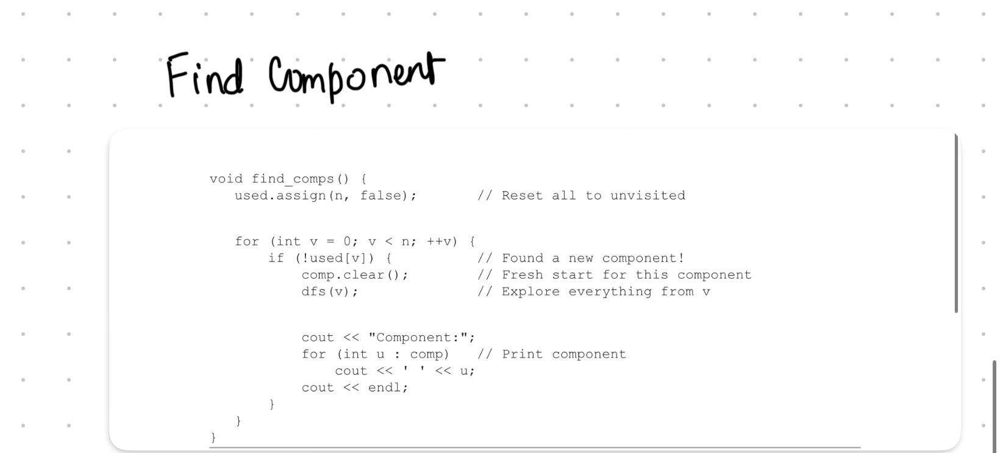 Find Component
void find_comps() {
used.assign(n, false); // Reset all to unvisited
for (int v = 0; v < n; ++v) {
if (!used[v]) { // Found a new component!
comp.clear(); // Fresh start for this component
dfs(v); // Explore everything from v
cout << "Component:";
for (int u : comp) // Print component
cout << ' ' << u;
cout << endl;
}
}
}